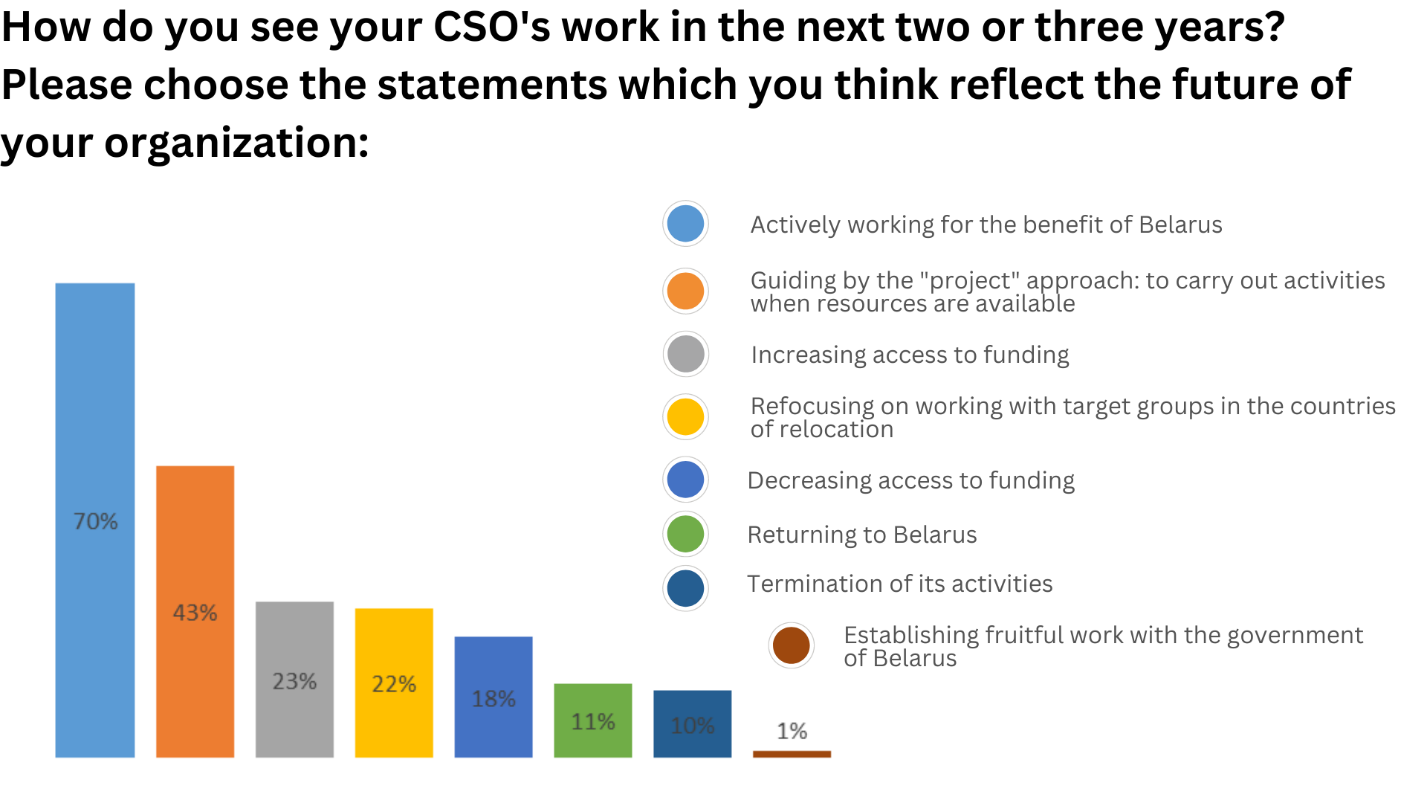 How do you see your CSO's work in the next two or three years?
Please choose the statements which you think reflect the future of
your organization:
Actively working for the benefit of Belarus
Guiding by the "project" approach: to carry out activities
when resources are available
Increasing access to funding
Refocusing on working with target groups in the countries
of relocation
Decreasing access to funding
Returning to Belarus
Termination of its activities
Establishing fruitful work with the government
of Belarus
70%
43%
23%
22%
18%
11%
10%
1%